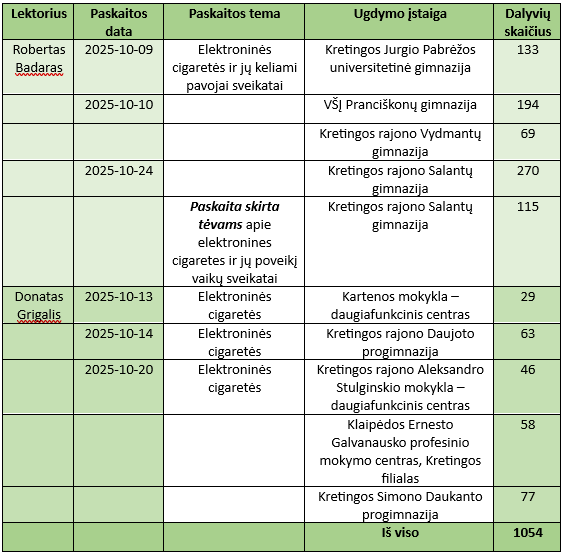 Lektorius
Paskaitos
data
Paskaitos tema
Ugdymo įstaiga
Dalyvių
skaičius
Robertas
Badaras
2025-10-09
Elektroninės
cigaretės ir jų keliami
pavojai sveikatai
Kretingos Jurgio Pabrėžos
universitetinė gimnazija
133
2025-10-10
VŠĮ Pranciškonų gimnazija
194
Kretingos rajono Vydmantų
gimnazija
69
2025-10-24
Kretingos rajono Salantų
gimnazija
270
Paskaita skirta
tėvams apie
elektronines
cigaretes ir jų poveikį
vaikų sveikatai
Kretingos rajono Salantų
gimnazija
115
Donatas
Grigalis
2025-10-13
Elektroninės
cigaretės
Kartenos mokykla –
daugiafunkcinis centras
29
2025-10-14
Elektroninės
cigaretės
Kretingos rajono Daujoto
progimnazija
63
2025-10-20
Elektroninės
cigaretės
Kretingos rajono Aleksandro
Stulginskio mokykla –
daugiafunkcinis centras
46
Klaipėdos Ernesto
Galvanausko profesinio
mokymo centras, Kretingos
filialas
58
Kretingos Simono Daukanto
progimnazija
77
Iš viso
1054